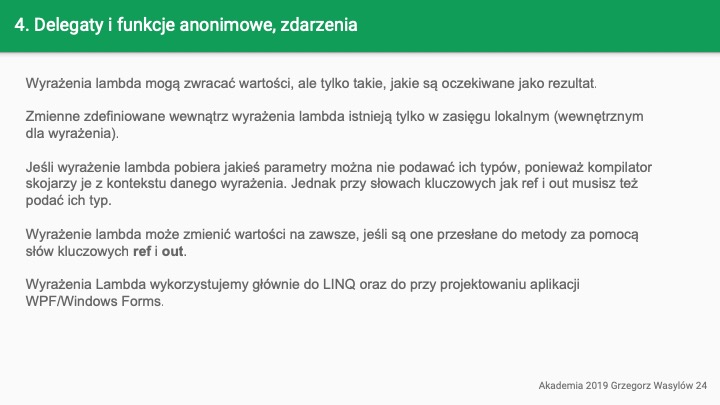 4. Delegaty i funkcje anonimowe, zdarzenia
Wyrażenia lambda mogą zwracać wartości, ale tylko takie, jakie są oczekiwane jako rezultat.
Zmienne zdefiniowane wewnątrz wyrażenia lambda istnieją tylko w zasięgu lokalnym (wewnętrznym
dla wyrażenia).
Jeśli wyrażenie lambda pobiera jakieś parametry można nie podawać ich typów, ponieważ kompilator
skojarzy je z kontekstu danego wyrażenia. Jednak przy słowach kluczowych jak ref i out musisz też
podać ich typ.
Wyrażenie lambda może zmienić wartości na zawsze, jeśli są one przesłane do metody za pomocą
słów kluczowych ref i out.
Wyrażenia Lambda wykorzystujemy głównie do LINQ oraz do przy projektowaniu aplikacji
WPF/Windows Forms.
Akademia 2019 Grzegorz Wasylów 24